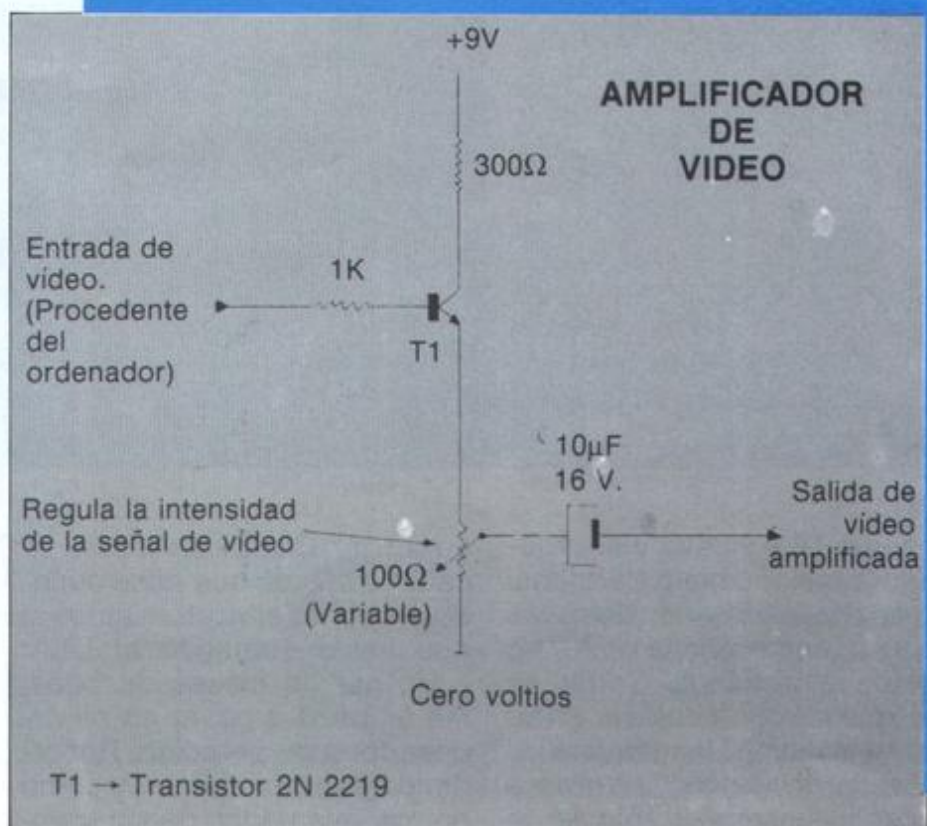 +9V
AMPLIFICADOR
DE
VIDEO
300Ω
Entrada de
vídeo.
(Procedente
del
ordenador)
1K
T1
10µF
16 V.
Regula la intensidad
de la señal de vídeo
100Ω
(Variable)
Salida de
vídeo
amplificada
Cero voltios
T1 → Transistor 2N 2219